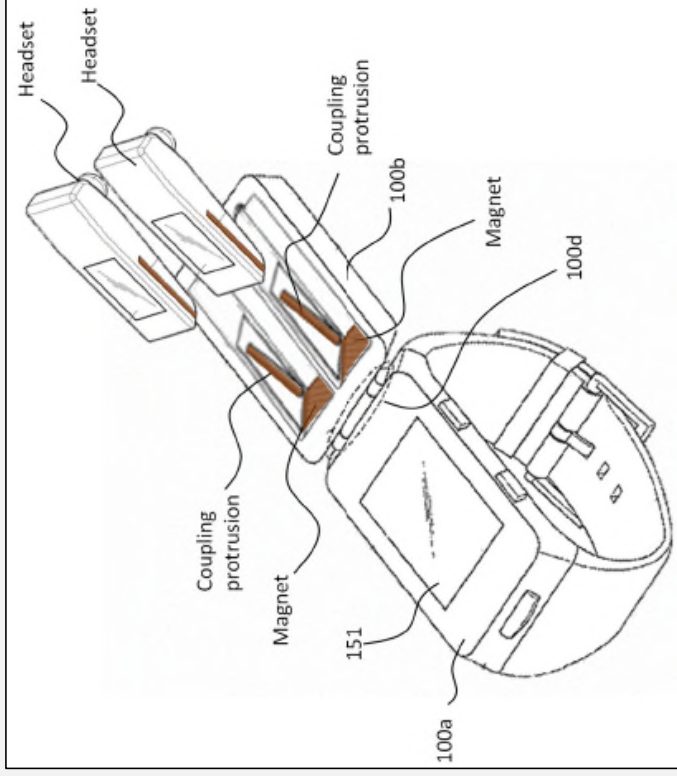 Headset
Headset
Coupling
protrusion
100b
Magnet
100d
Coupling
protrusion
Magnet
151
100a